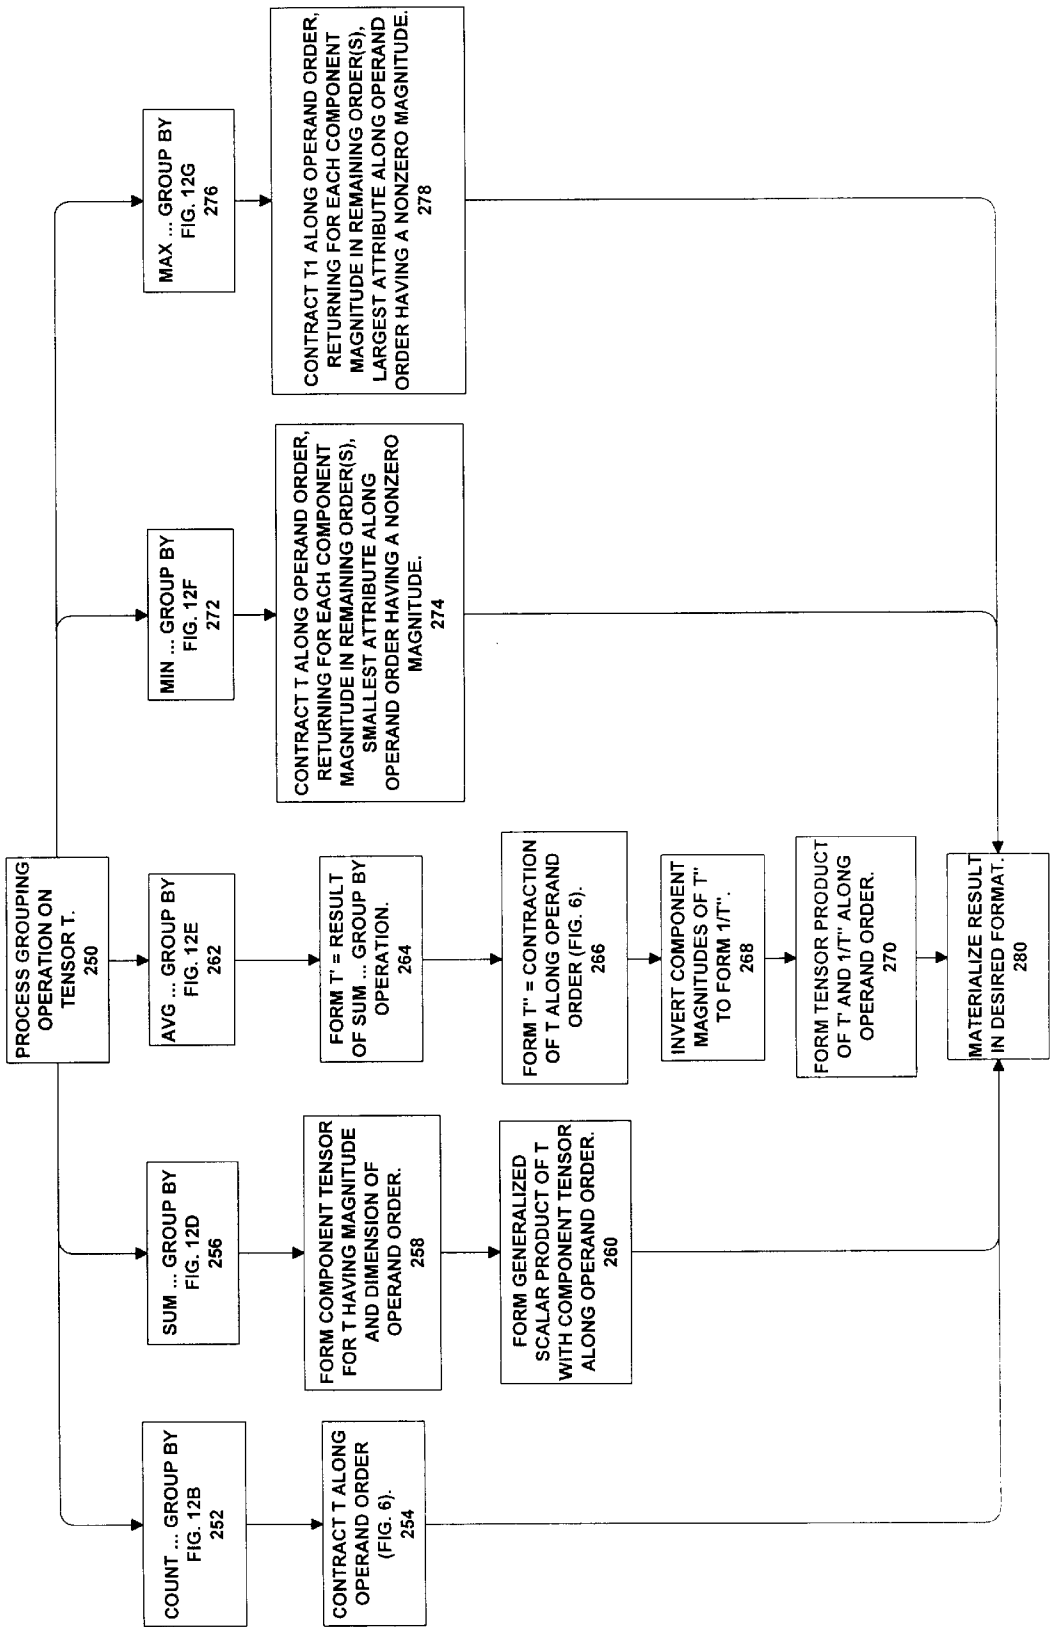 PROCESS GROUPING
OPERATION ON
TENSOR T.
250
COUNT ... GROUP BY
FIG. 12B
252
CONTRACT T ALONG
OPERAND ORDER
(FIG. 6).
254
SUM ... GROUP BY
FIG. 12D
256
FORM COMPONENT TENSOR
FOR T HAVING MAGNITUDE
AND DIMENSION OF
OPERAND ORDER.
258
FORM GENERALIZED
SCALAR PRODUCT OF T
WITH COMPONENT TENSOR
ALONG OPERAND ORDER.
260
AVG ... GROUP BY
FIG. 12E
262
FORM T' = RESULT
OF SUM ... GROUP BY
OPERATION.
264
FORM T" = CONTRACTION
OF T ALONG OPERAND
ORDER (FIG. 6).
266
INVERT COMPONENT
MAGNITUDES OF T"
TO FORM 1/T".
268
FORM TENSOR PRODUCT
OF T' AND 1/T" ALONG
OPERAND ORDER.
270
MIN ... GROUP BY
FIG. 12F
272
CONTRACT T ALONG OPERAND ORDER,
RETURNING FOR EACH COMPONENT
MAGNITUDE IN REMAINING ORDER(S),
SMALLEST ATTRIBUTE ALONG
OPERAND ORDER HAVING A NONZERO
MAGNITUDE.
274
MAX ... GROUP BY
FIG. 12G
276
CONTRACT T1 ALONG OPERAND ORDER,
RETURNING FOR EACH COMPONENT
MAGNITUDE IN REMAINING ORDER(S),
LARGEST ATTRIBUTE ALONG OPERAND
ORDER HAVING A NONZERO MAGNITUDE.
278
MATERIALIZE RESULT
IN DESIRED FORMAT.
280